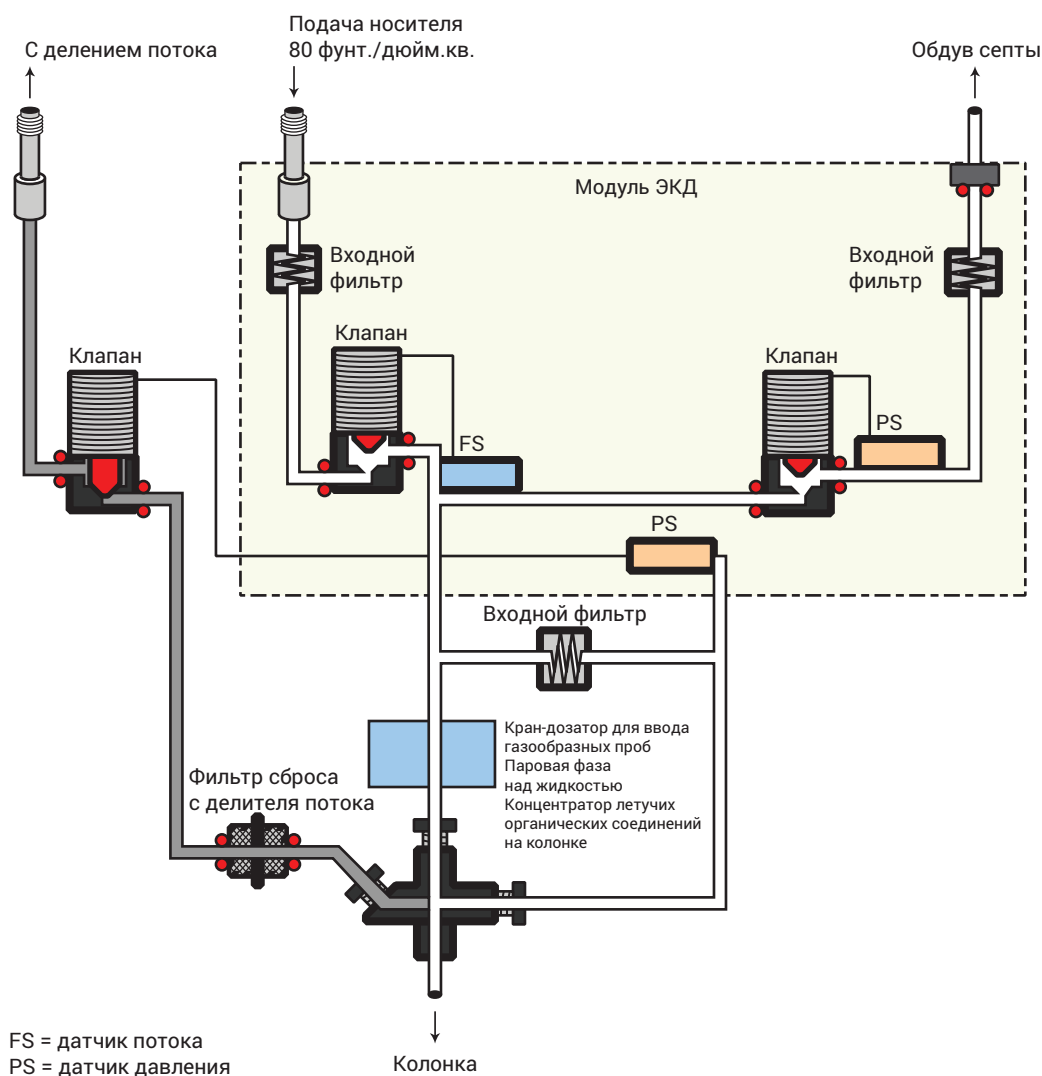 С делением потока
Подача носителя
80 фунт./дюйм.кв.
Обдув септы
Модуль ЭКД
Входной
фильтр
Входной
фильтр
Клапан
Клапан
Клапан
FS
PS
PS
Входной фильтр
Кран-дозатор для ввода
газообразных проб
Паровая фаза
над жидкостью
Концентратор летучих
органических соединений
на колонке
Фильтр сброса
с делителя потока
FS = датчик потока
PS = датчик давления
Колонка